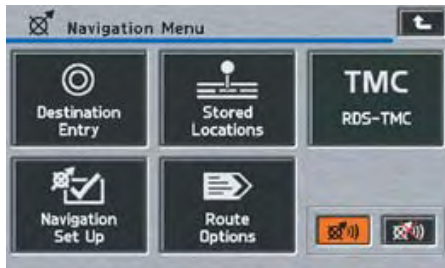 Navigation Menu
Destination
Entry
Stored
Locations
TMC
RDS-TMC
Navigation
Set Up
Route
Options